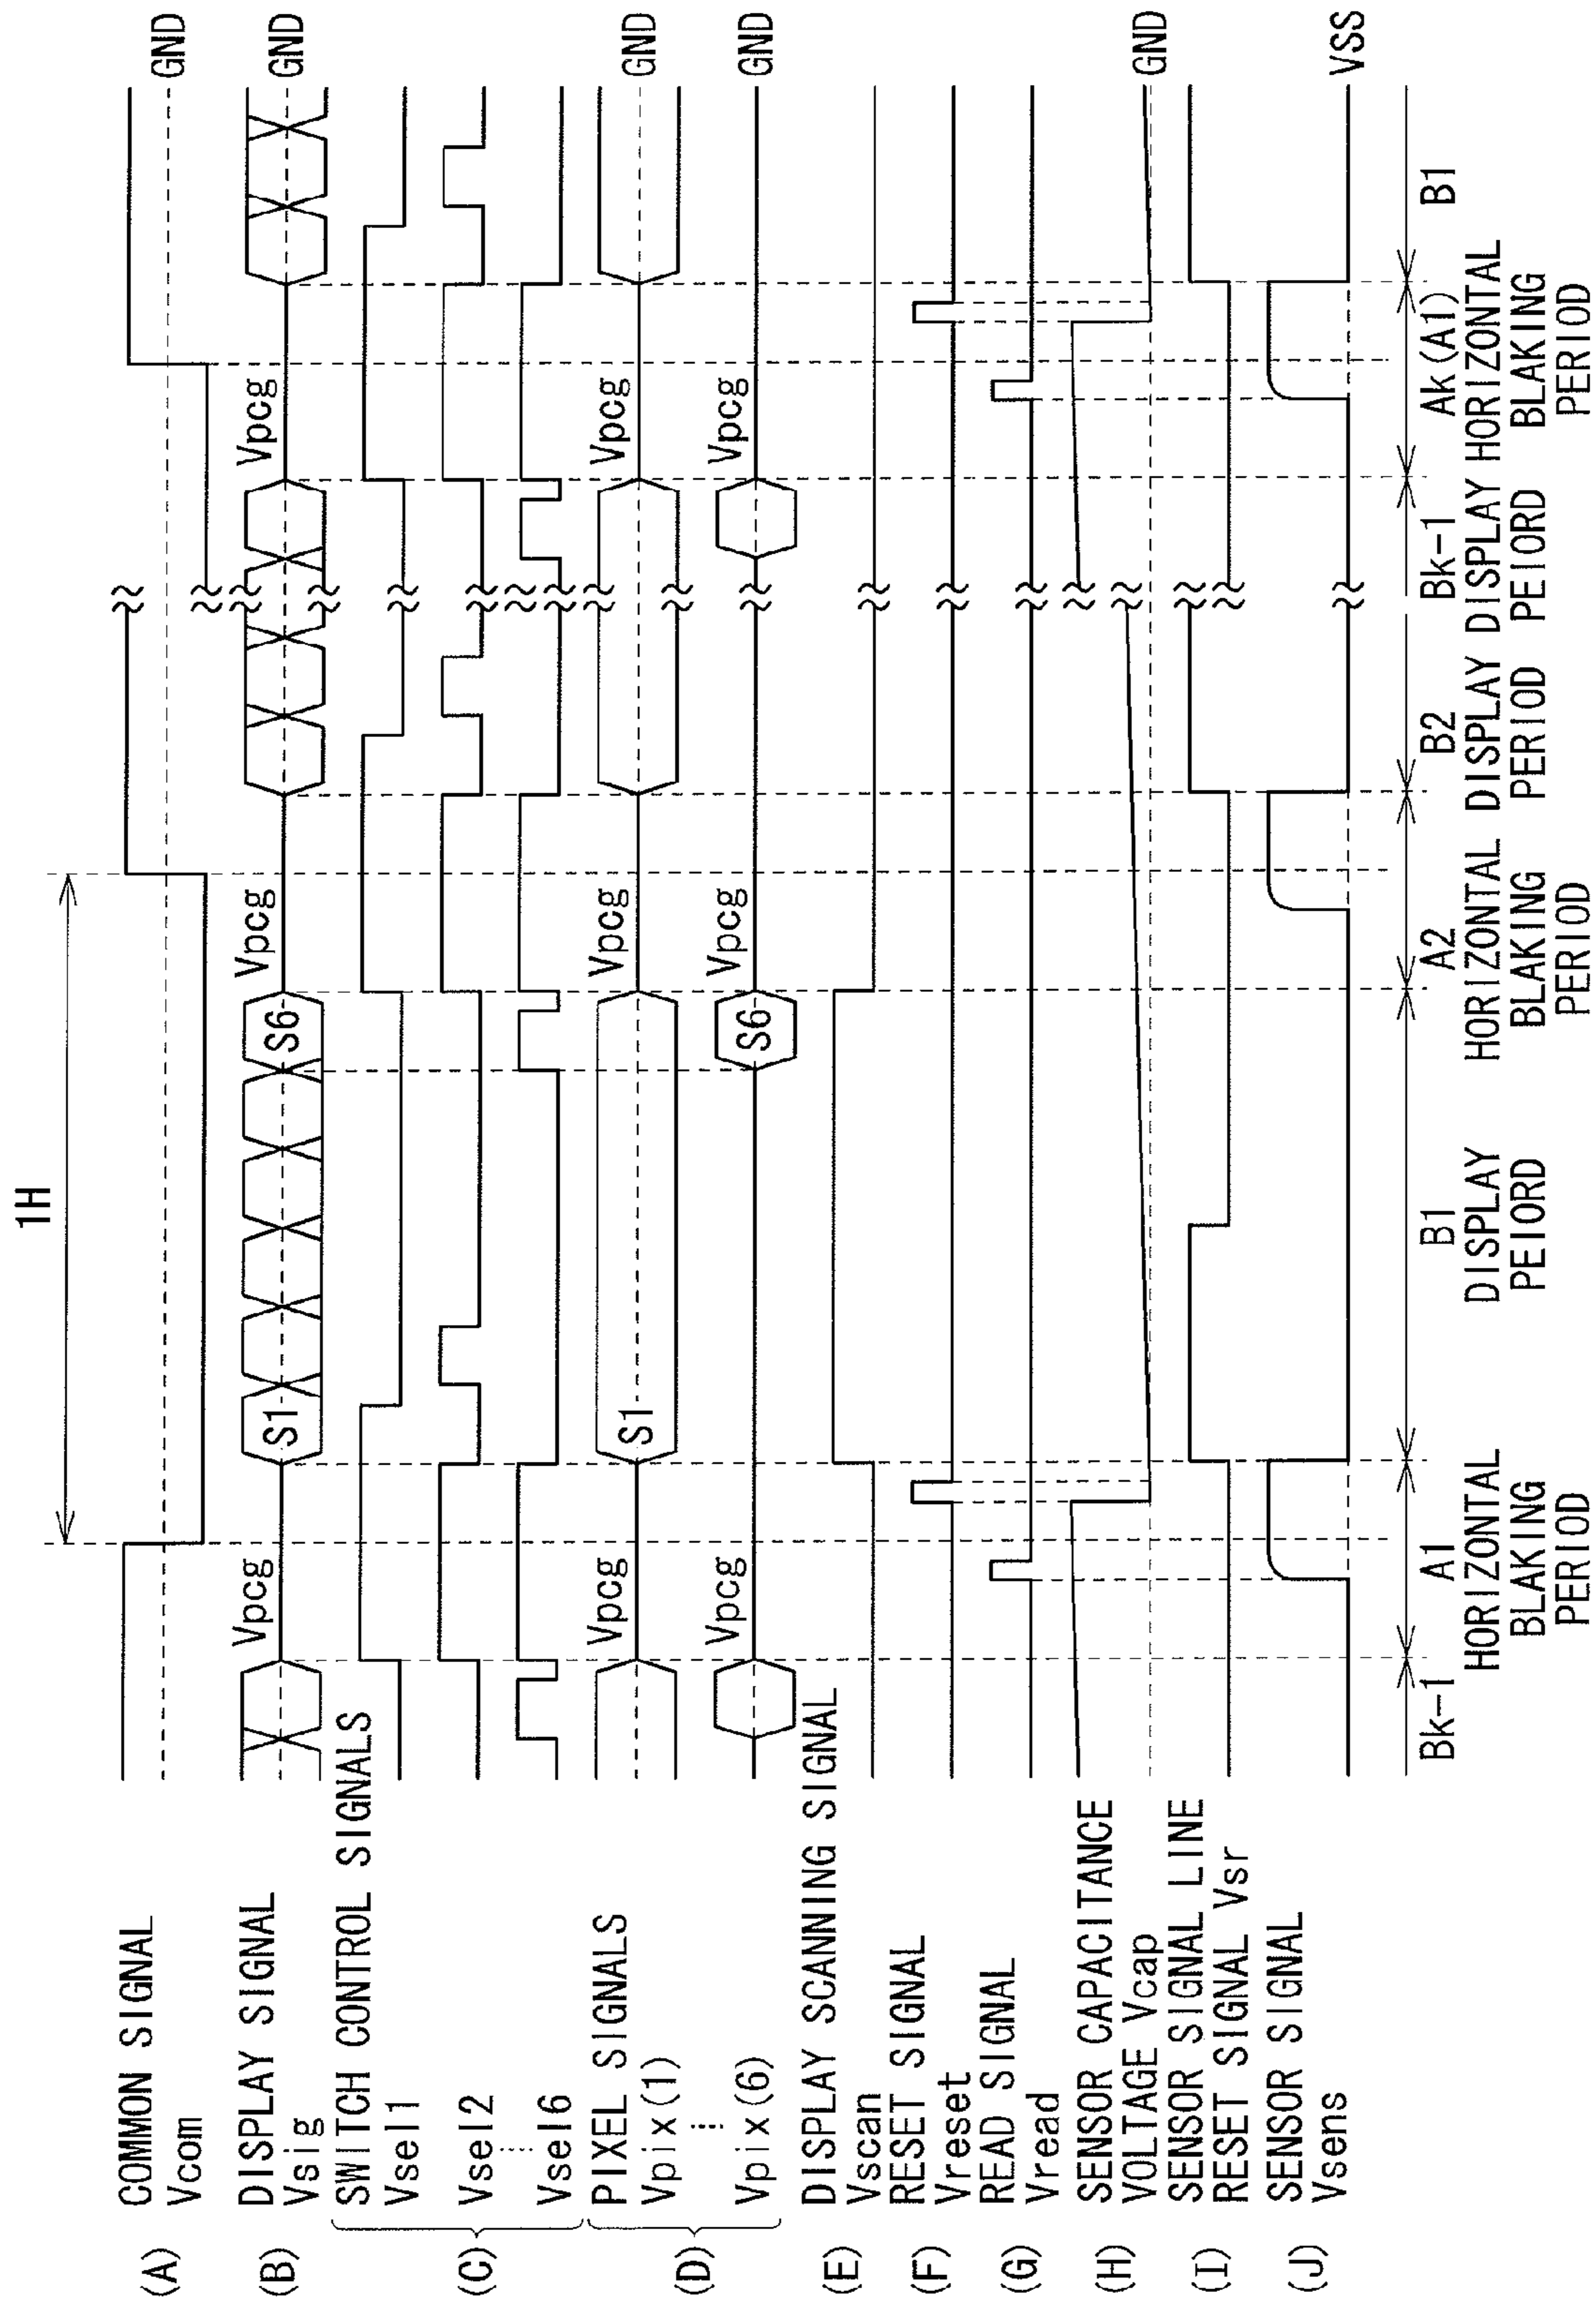 1H
(A) COMMON SIGNAL
Vcom
GND
(B) DISPLAY SIGNAL
Vsig
Vpcg
S1
S6
Vpcg
Vpcg
GND
(C) SWITCH CONTROL SIGNALS
Vsel1
Vsel2
Vsel6
(D) PIXEL SIGNALS
Vpix(1)
Vpcg
S1
Vpcg
Vpcg
GND
Vpix(6)
Vpcg
S6
Vpcg
Vpcg
GND
(E) DISPLAY SCANNING SIGNAL
Vscan
(F) RESET SIGNAL
Vreset
(G) READ SIGNAL
Vread
(H) SENSOR CAPACITANCE
VOLTAGE Vcap
GND
(I) SENSOR SIGNAL LINE
RESET SIGNAL Vsr
(J) SENSOR SIGNAL
Vsens
VSS
Bk-1
A1
HORIZONTAL
BLAKING
PERIOD
B1
DISPLAY
PEIORD
A2
HORIZONTAL
BLAKING
PERIOD
B2
DISPLAY
PERIOD
Bk-1
DISPLAY
PEIORD
Ak(A1)
HORIZONTAL
BLAKING
PERIOD
B1